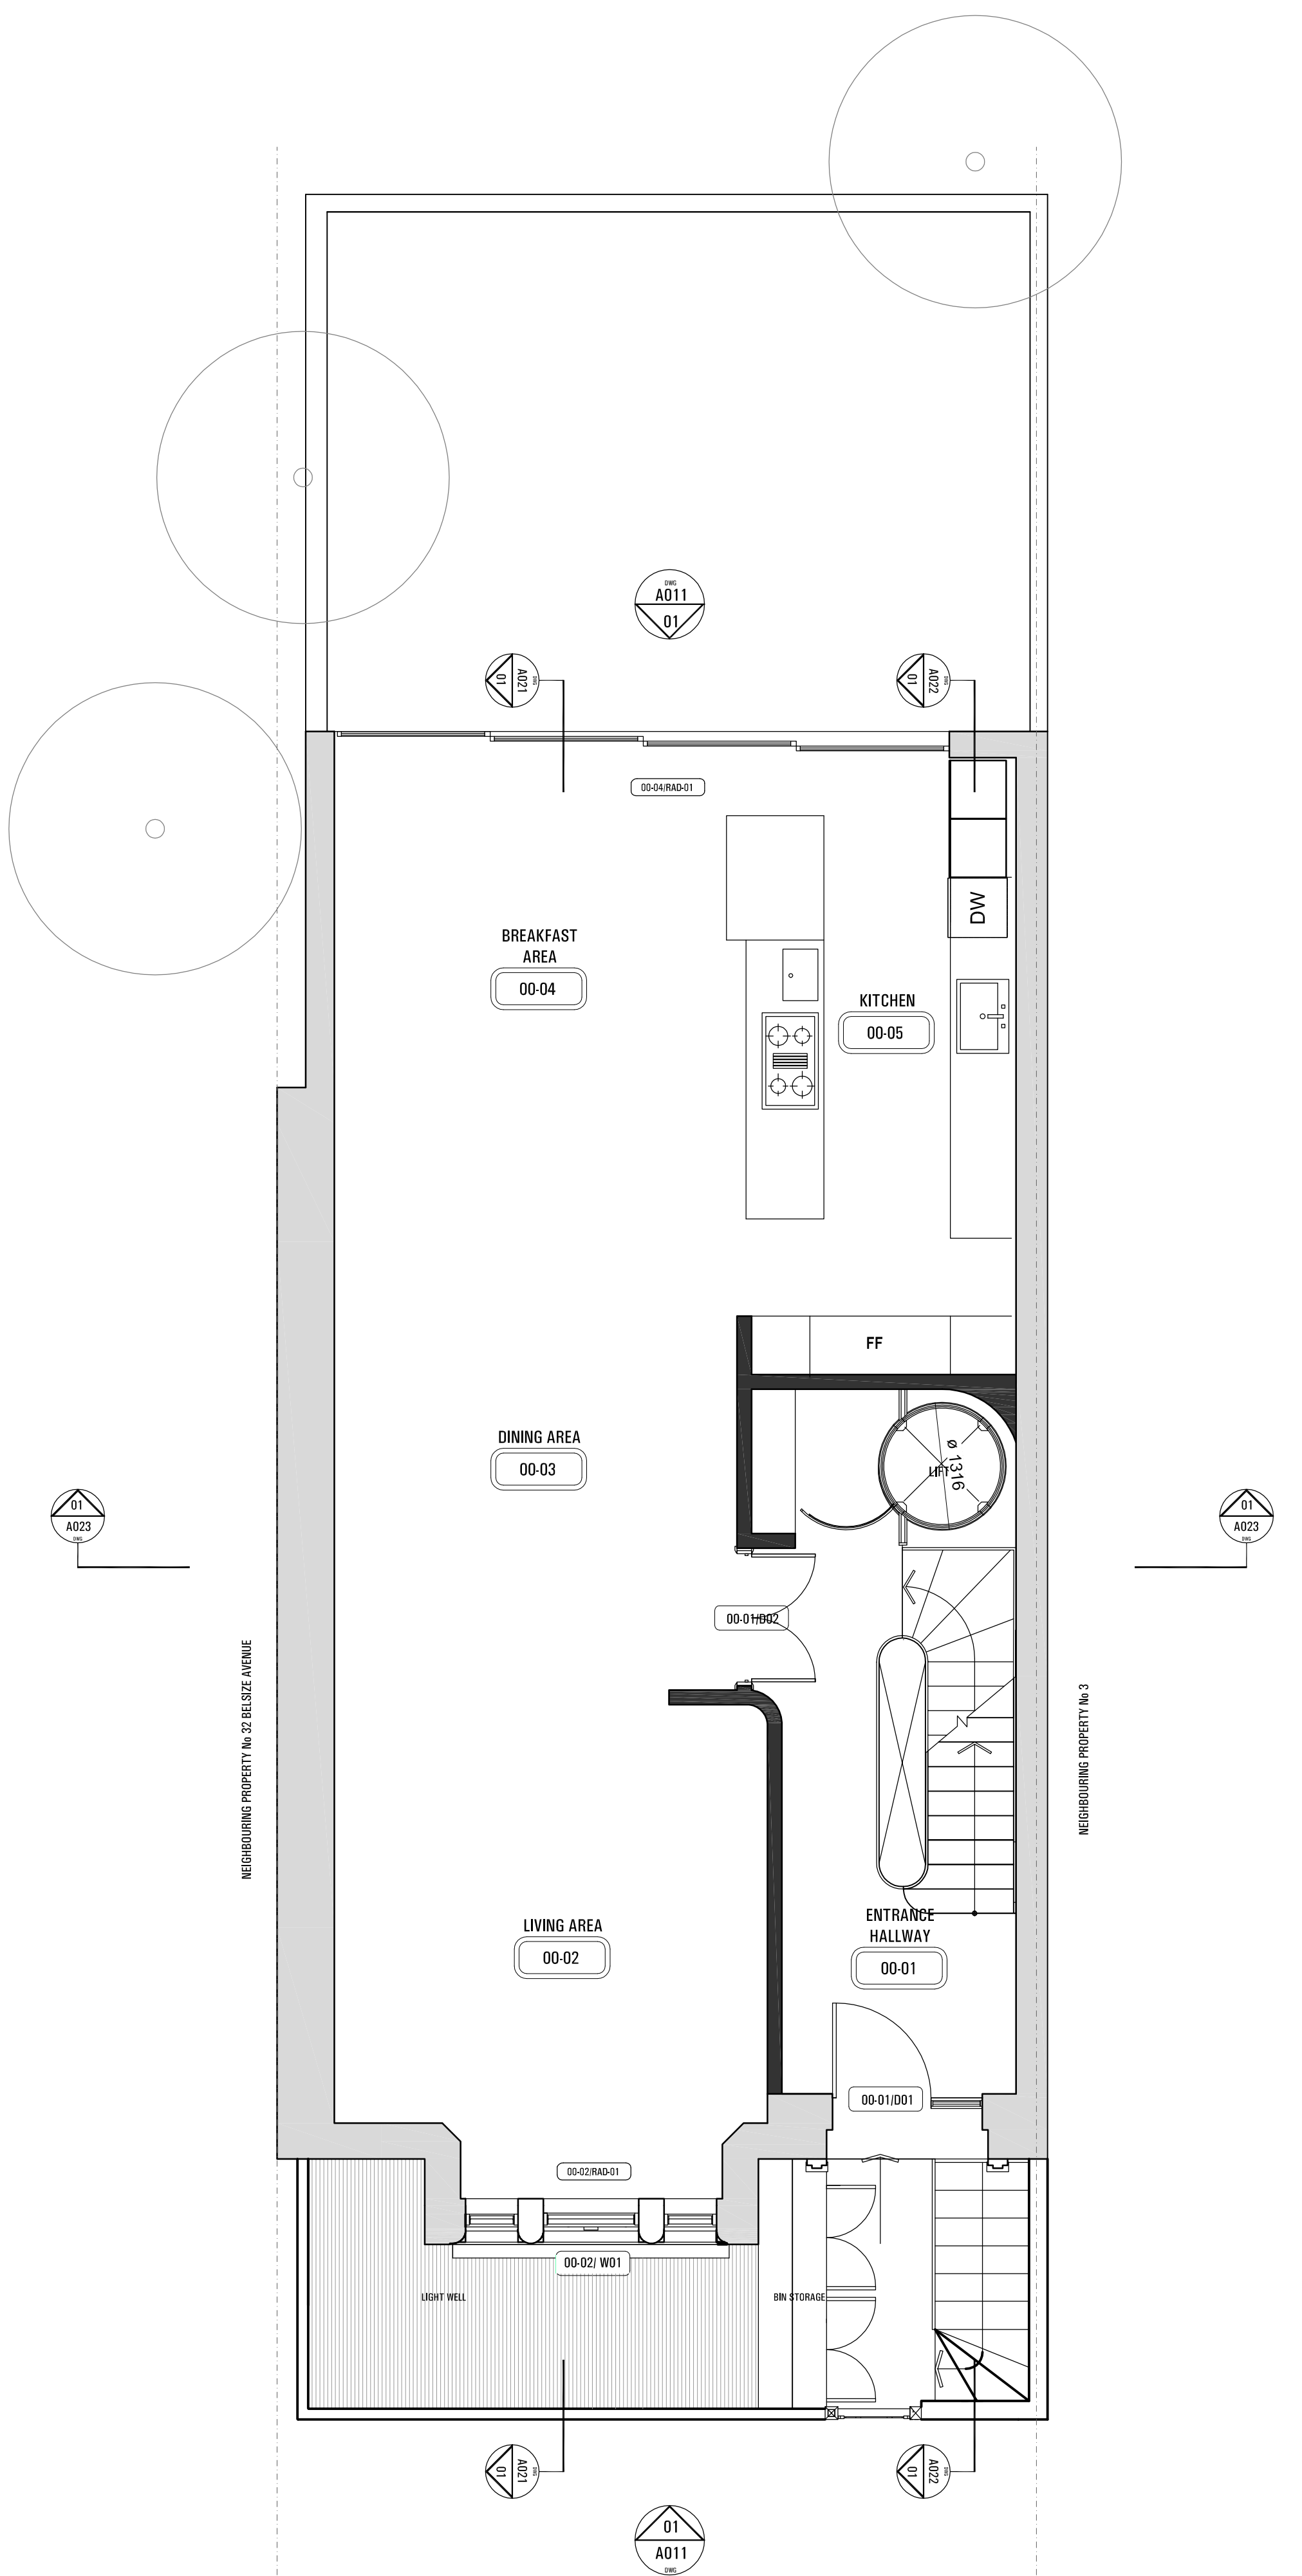 DWG
A011
01
01
A021
DWG
01
A022
DWG
00-04/RAD-01
BREAKFAST
AREA
00-04
DW
KITCHEN
00-05
FF
DINING AREA
00-03
LIFT
ø 1316
01
A023
DWG
01
A023
DWG
00-01/D02
NEIGHBOURING PROPERTY No 32 BELSIZE AVENUE
NEIGHBOURING PROPERTY No 3
LIVING AREA
00-02
ENTRANCE
HALLWAY
00-01
00-01/D01
00-02/RAD-01
00-02/ W01
LIGHT WELL
BIN STORAGE
01
A021
DWG
01
A022
DWG
01
A011
DWG